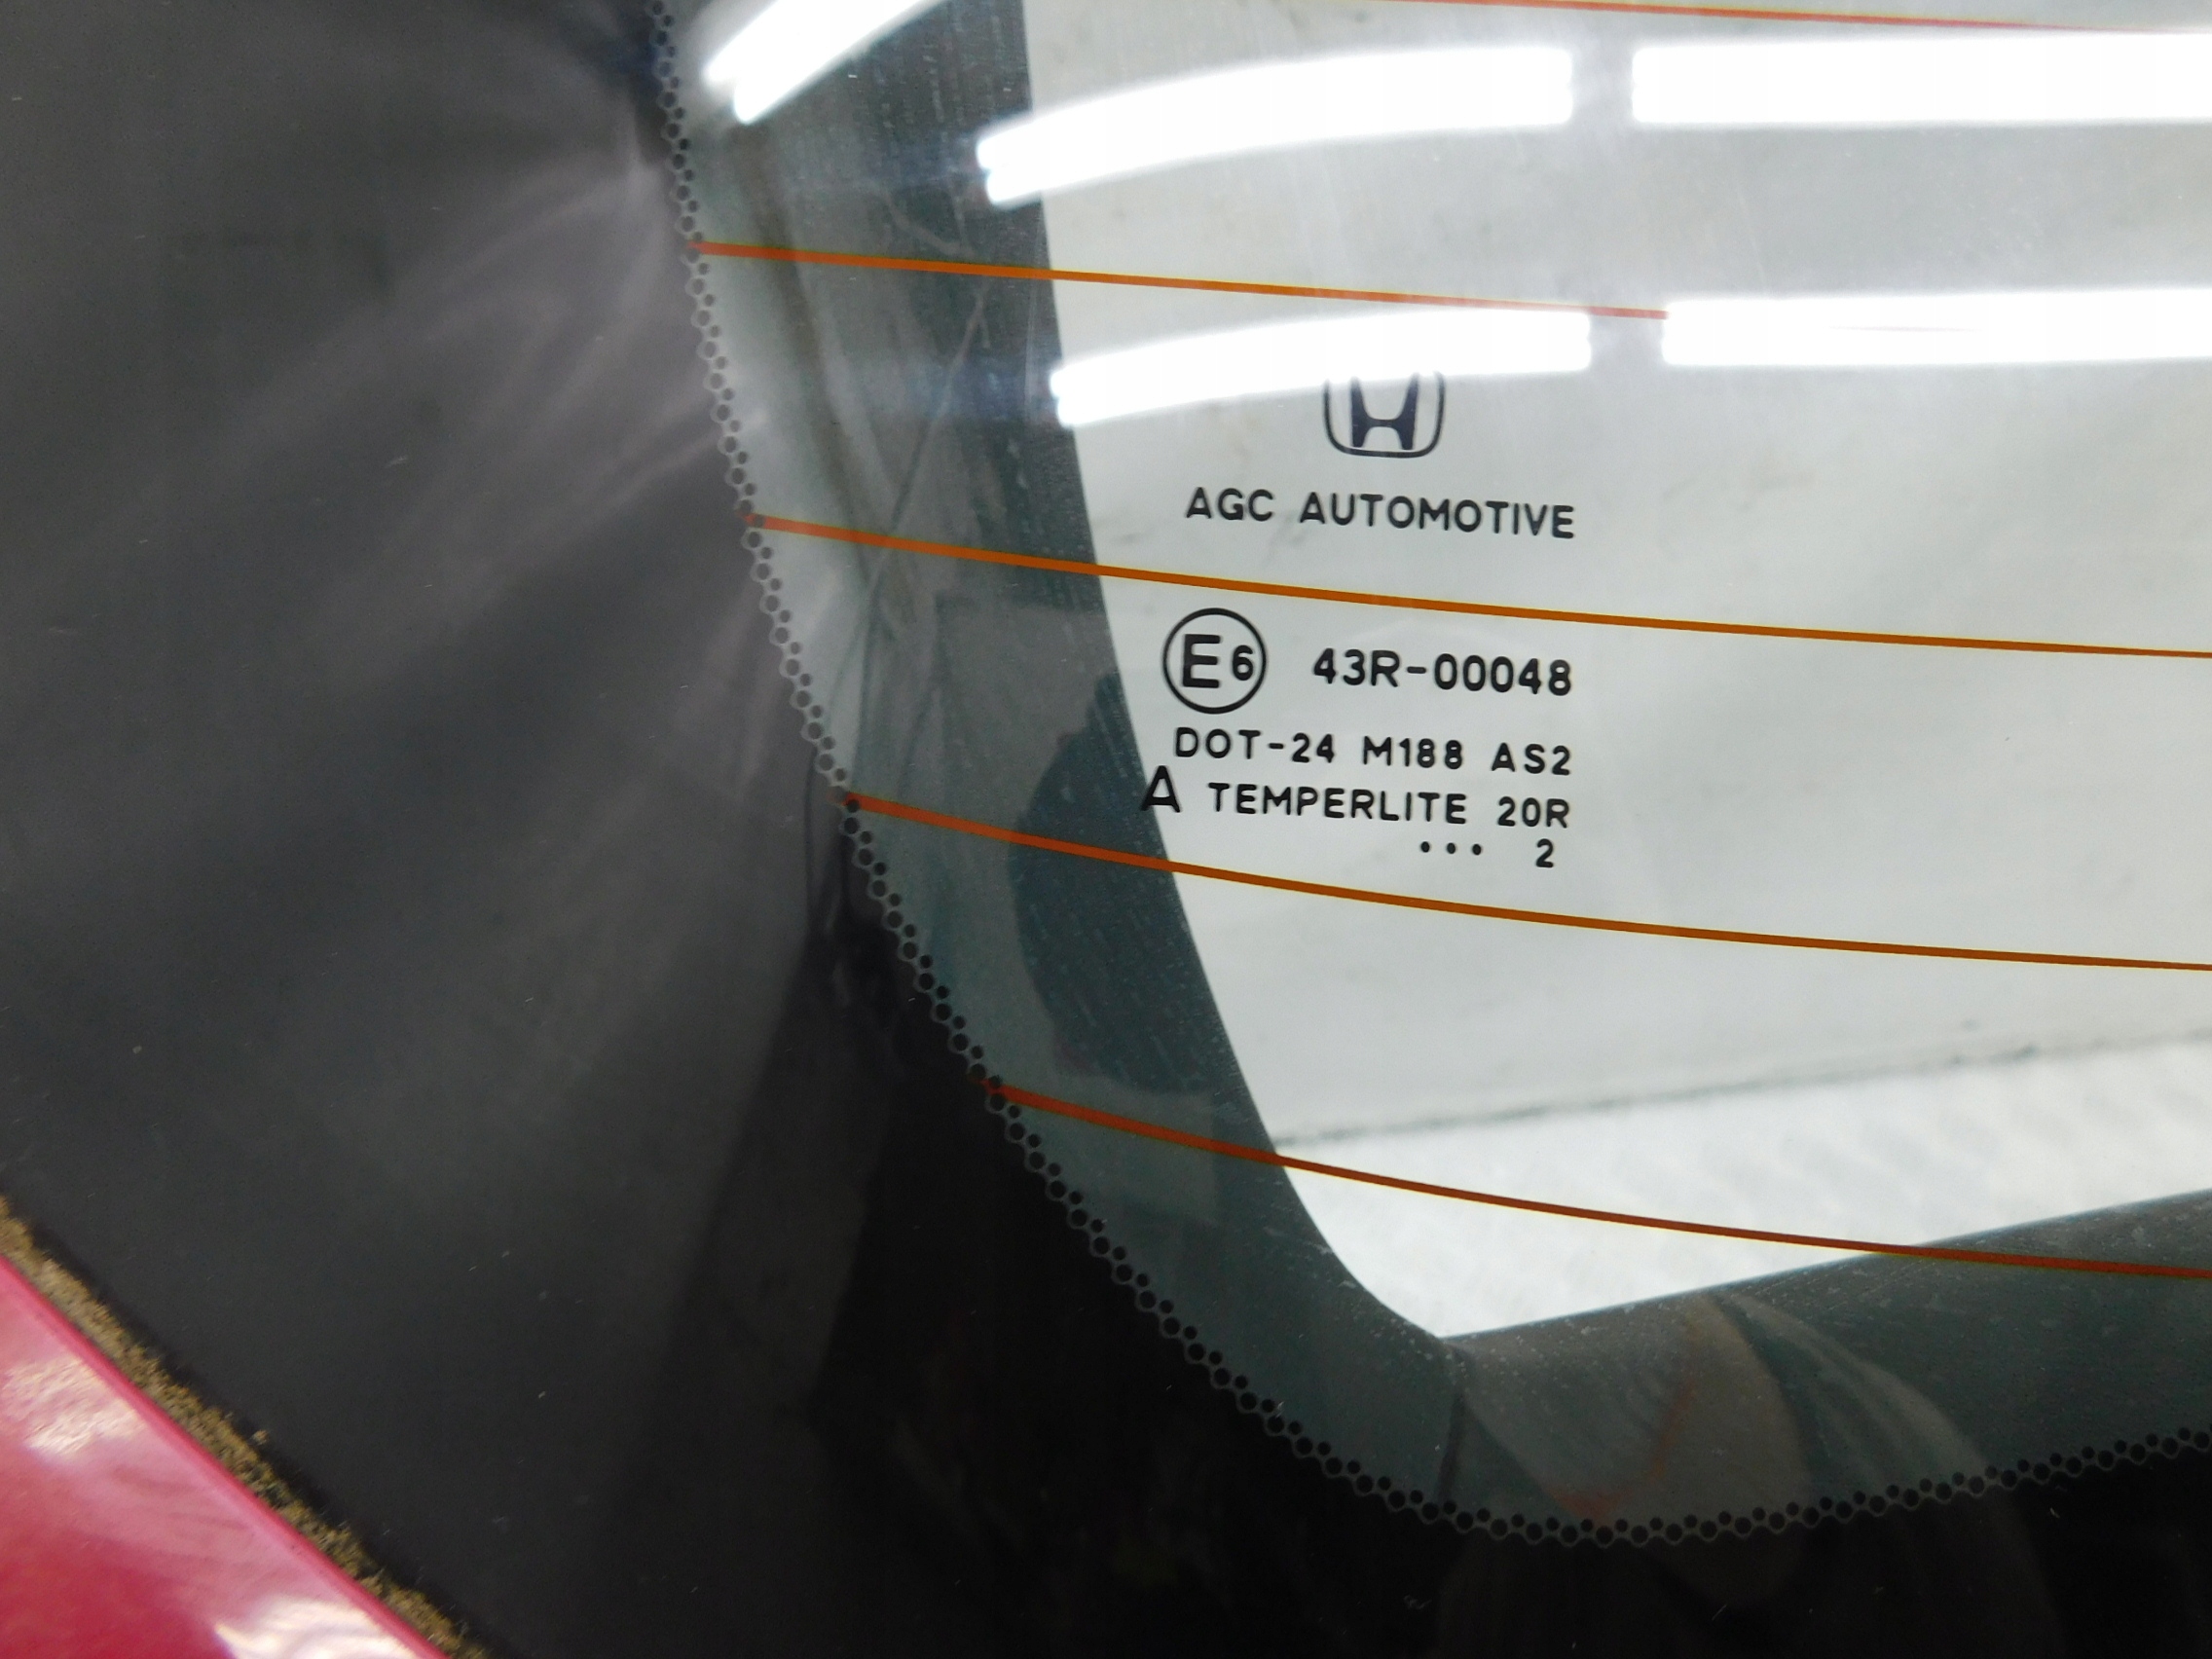 AGC AUTOMOTIVE
E6 43R-00048
DOT-24 M188 AS2
A TEMPERLITE 20R
••• 2